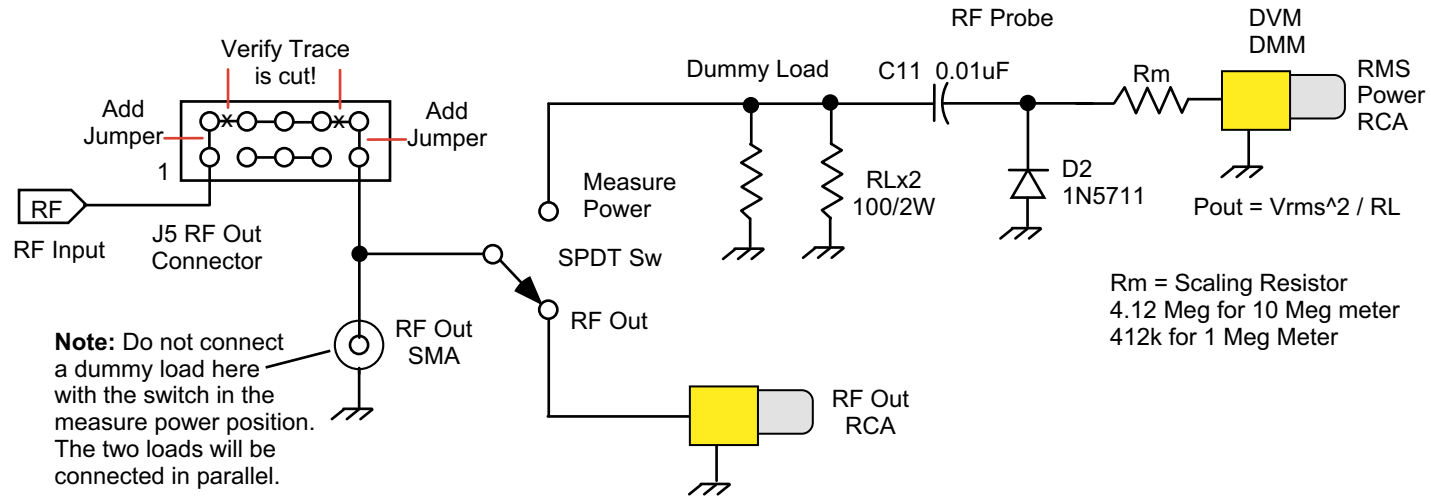 Verify Trace
is cut!
Add
Jumper
x
x
Add
Jumper
1
RF
RF Input
J5 RF Out
Connector
Note: Do not connect
a dummy load here
with the switch in the
measure power position.
The two loads will be
connected in parallel.
RF Out
SMA
Measure
Power
SPDT Sw
RF Out
RF Out
RCA
Dummy Load
RLx2
100/2W
RF Probe
C11 0.01uF
D2
1N5711
Rm
DVM
DMM
RMS
Power
RCA
Pout = Vrms^2 / RL
Rm = Scaling Resistor
4.12 Meg for 10 Meg meter
412k for 1 Meg Meter